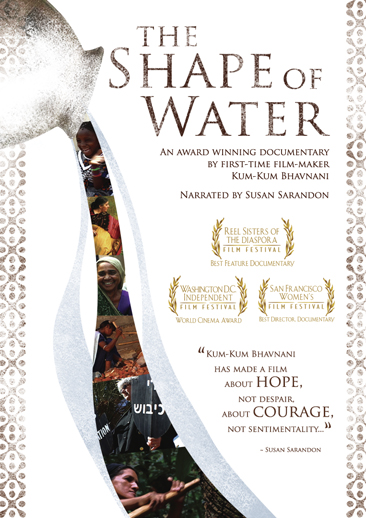 THE
SHAPE OF
WATER
AN AWARD WINNING DOCUMENTARY
BY FIRST-TIME FILM-MAKER
KUM-KUM BHAVNANI
NARRATED BY SUSAN SARANDON
REEL SISTERS OF
THE DIASPORA
FILM FESTIVAL
BEST FEATURE DOCUMENTARY
WASHINGTON D.C.
INDEPENDENT
FILM FESTIVAL
WORLD CINEMA AWARD
SAN FRANCISCO
WOMEN'S
FILM FESTIVAL
BEST DIRECTOR, DOCUMENTARY
“KUM-KUM BHAVNANI
HAS MADE A FILM
ABOUT HOPE,
NOT DESPAIR,
ABOUT COURAGE,
NOT SENTIMENTALITY...”
~ SUSAN SARANDON
כיבוש